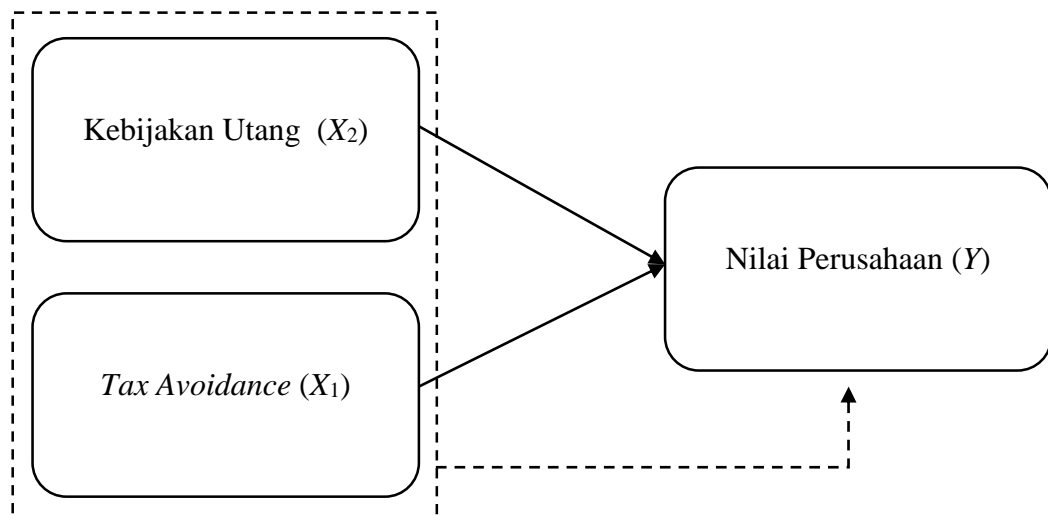 Kebijakan Utang (X₂)
Nilai Perusahaan (Y)
Tax Avoidance (X₁)